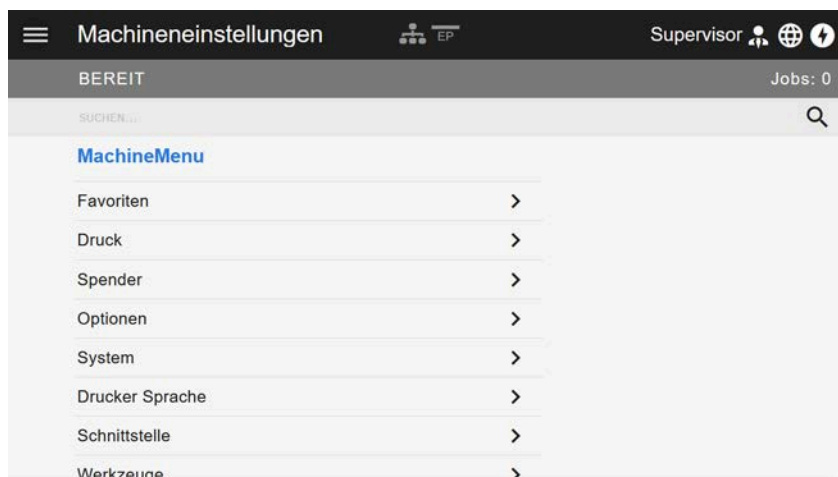 Machineneinstellungen EP Supervisor
BEREIT Jobs: 0
SUCHEN...
MachineMenu
Favoriten
Druck
Spender
Optionen
System
Drucker Sprache
Schnittstelle
Werkzeuge